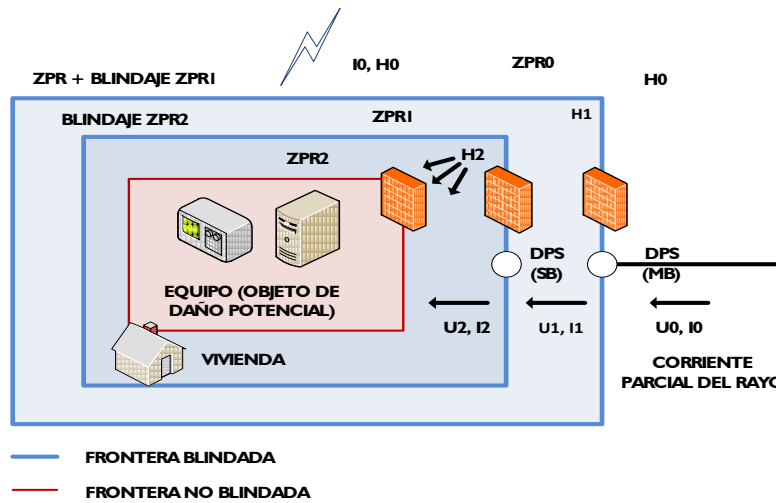 I0, H0
ZPR0
ZPR + BLINDAJE ZPR1
H0
BLINDAJE ZPR2
ZPR1
H1
ZPR2
H2
EQUIPO (OBJETO DE
DAÑO POTENCIAL)
DPS
(SB)
DPS
(MB)
U2, I2
U1, I1
U0, I0
VIVIENDA
CORRIENTE
PARCIAL DEL RAYO
FRONTERA BLINDADA
FRONTERA NO BLINDADA